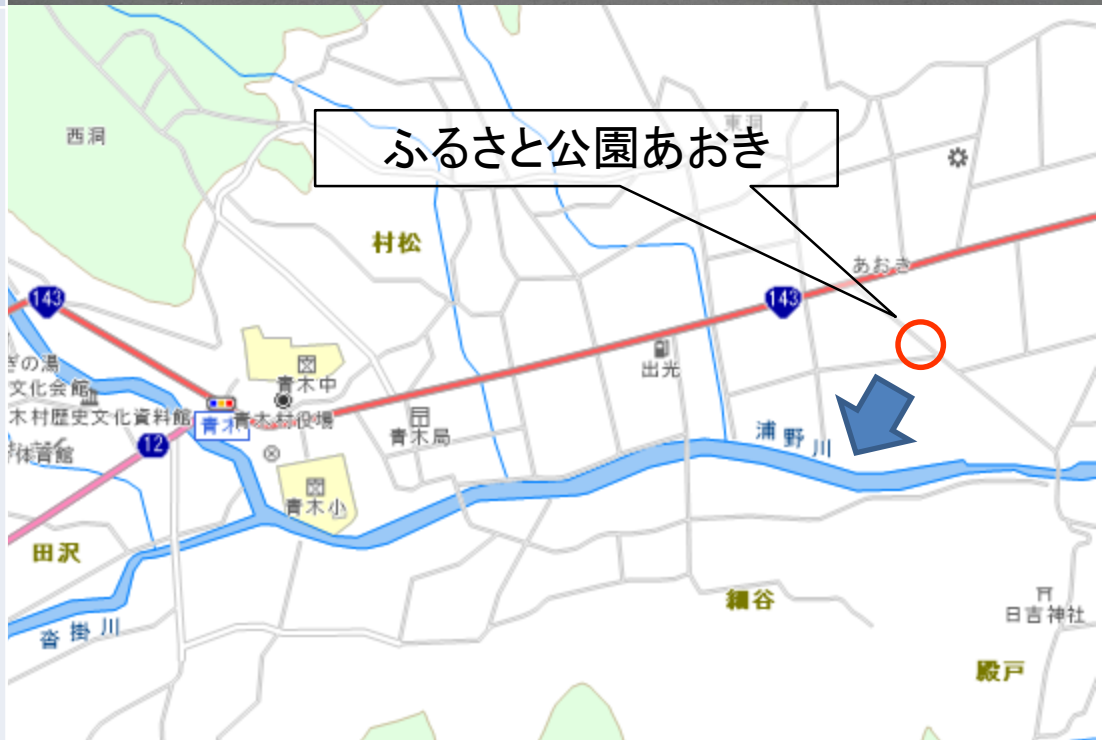 西洞
東洞
ふるさと公園あおき
村松
あおき
143
143
ぎの湯
文化会館
木村歴史文化資料館
体育館
12
青木
青木中
青木村役場
青木局
出光
浦野川
青木小
田沢
沓掛川
細谷
日吉神社
殿戸